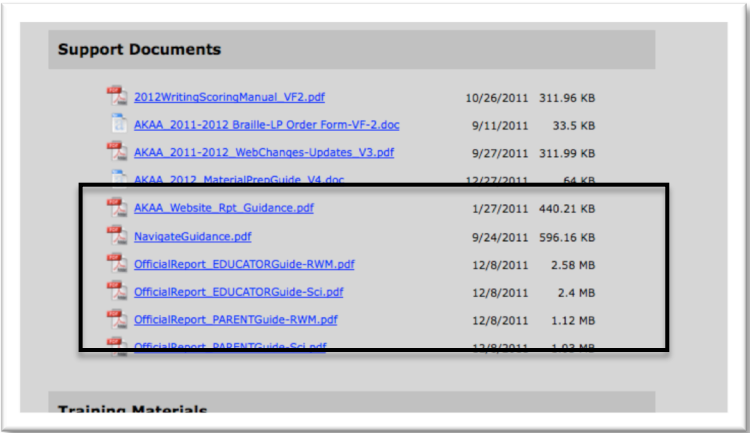 Support Documents
2012WritingScoringManual_VF2.pdf 10/26/2011 311.96 KB
AKAA_2011-2012 Braille-LP Order Form-VF-2.doc 9/11/2011 33.5 KB
AKAA_2011-2012_WebChanges-Updates_V3.pdf 9/27/2011 311.99 KB
AKAA_2012_MaterialPrepGuide_V4.doc 12/27/2011 64 KB
AKAA_Website_Rpt_Guidance.pdf 1/27/2011 440.21 KB
NavigateGuidance.pdf 9/24/2011 596.16 KB
OfficialReport_EDUCATORGuide-RWM.pdf 12/8/2011 2.58 MB
OfficialReport_EDUCATORGuide-Sci.pdf 12/8/2011 2.4 MB
OfficialReport_PARENTGuide-RWM.pdf 12/8/2011 1.12 MB
OfficialReport_PARENTGuide-Sci.pdf 12/8/2011 1.03 MB
Training Materials